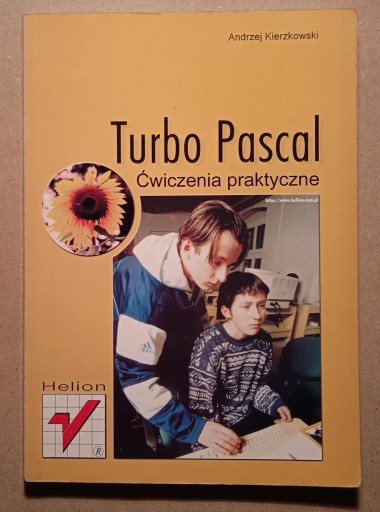 Andrzej Kierzkowski
Turbo Pascal
Ćwiczenia praktyczne
http://www.helion.com.pl
Helion
®